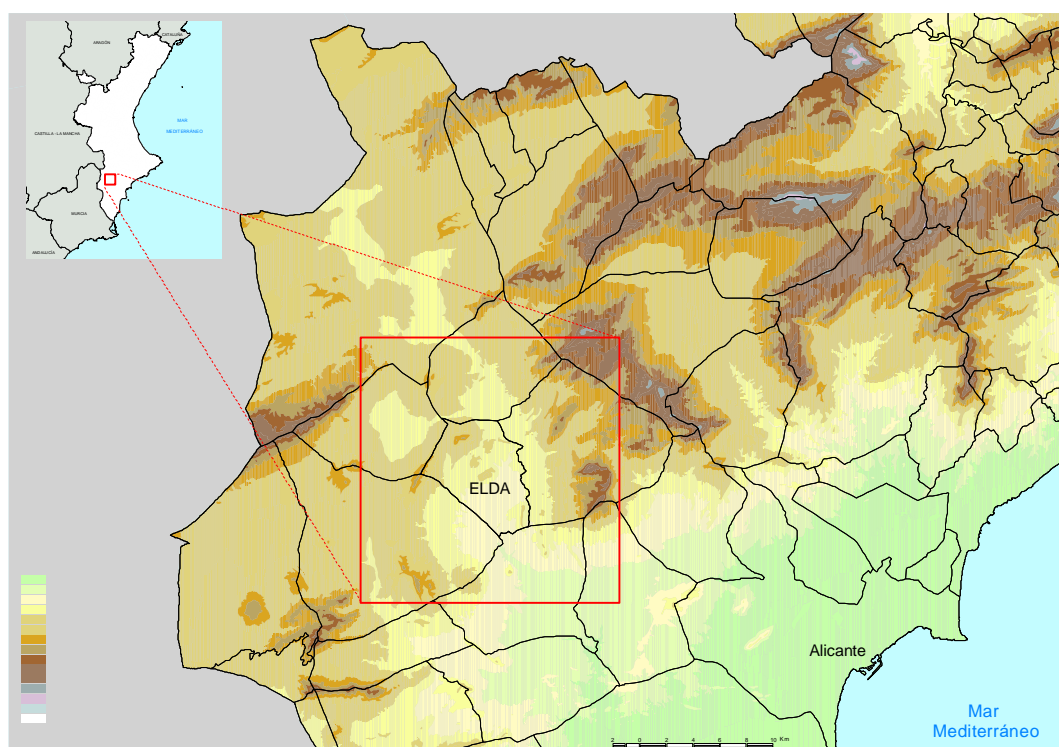 ARAGÓN
CATALUÑA
CASTILLA - LA MANCHA
MAR
MEDITERRÁNEO
MURCIA
ANDALUCÍA
ELDA
Alicante
Mar
Mediterráneo
2 0 2 4 6 8 10 Km